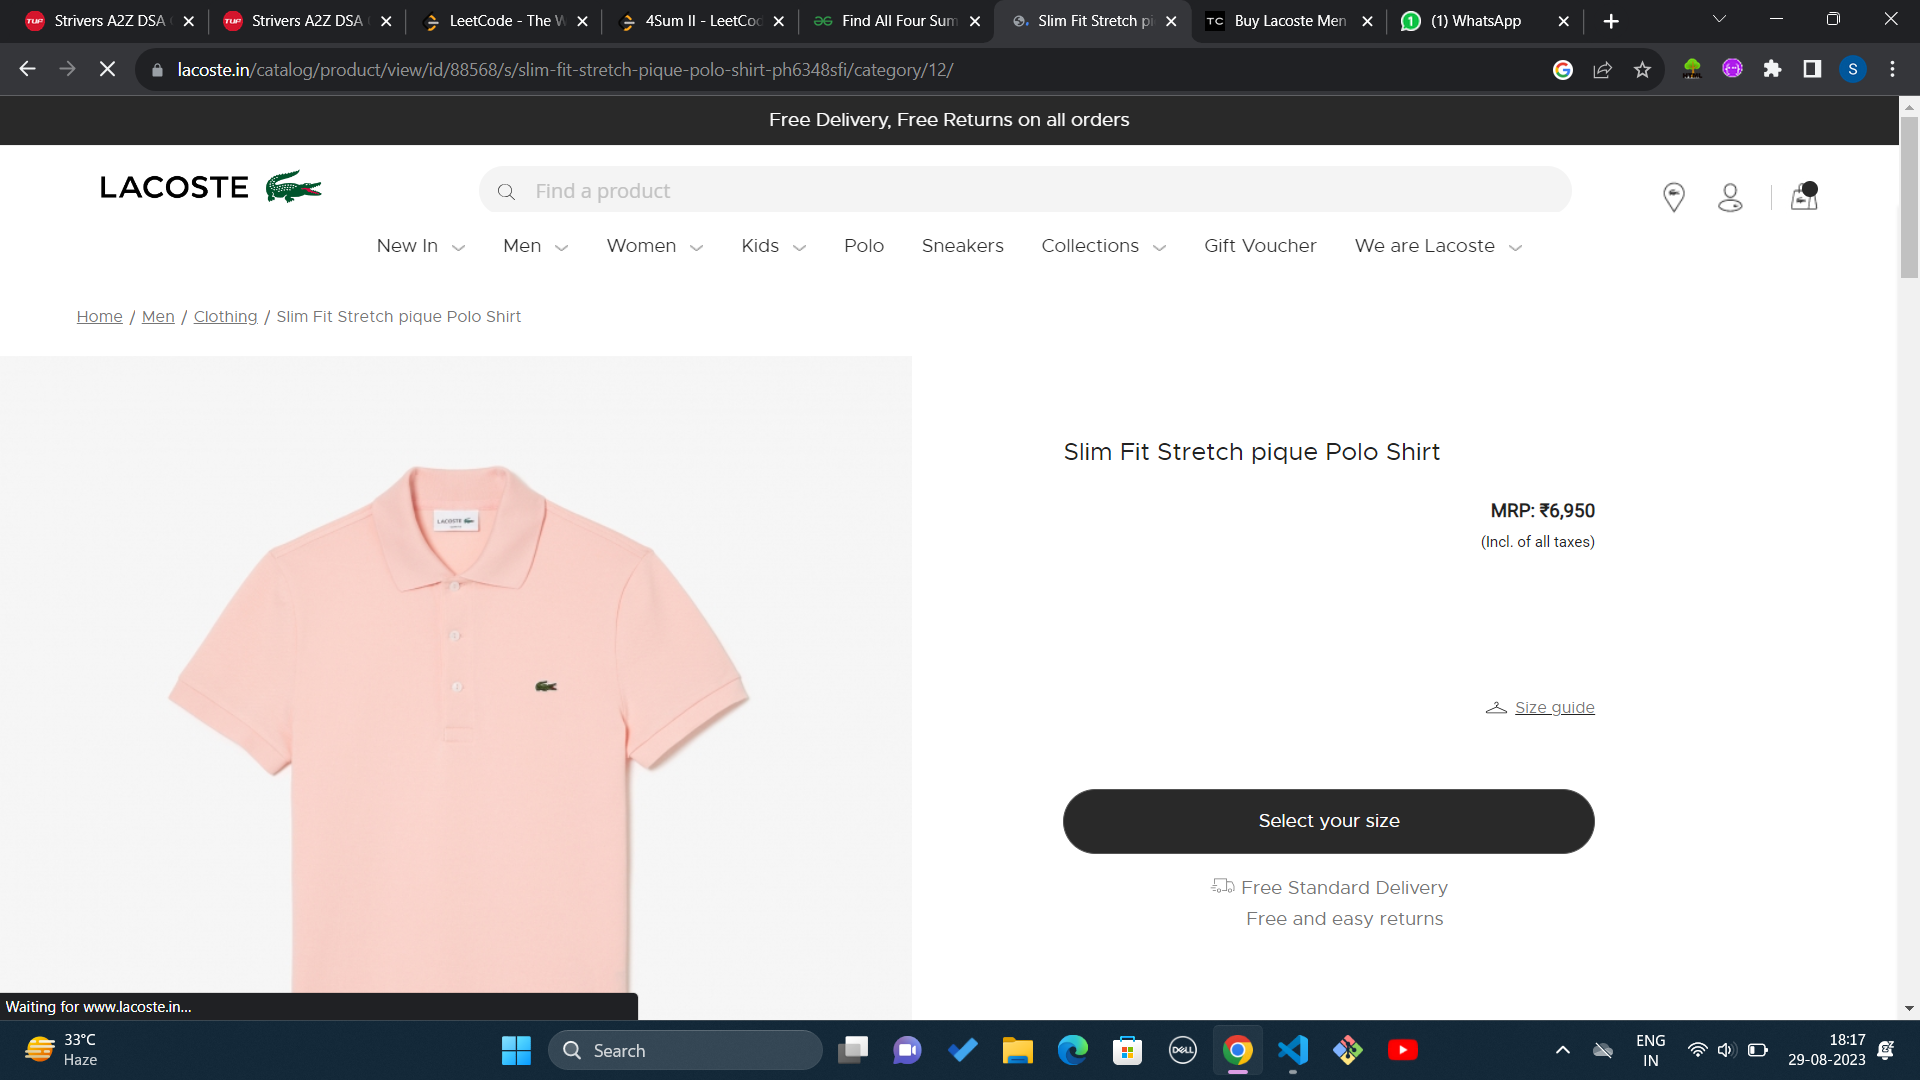 Strivers A2Z DSA
Strivers A2Z DSA
LeetCode - The W
4Sum II - LeetCo
Find All Four Sum
Slim Fit Stretch pi
TC
Buy Lacoste Men
(1) WhatsApp
lacoste.in/catalog/product/view/id/88568/s/slim-fit-stretch-pique-polo-shirt-ph6348sfi/category/12/
S
Free Delivery, Free Returns on all orders
LACOSTE
Find a product
New In
Men
Women
Kids
Polo
Sneakers
Collections
Gift Voucher
We are Lacoste
Home / Men / Clothing / Slim Fit Stretch pique Polo Shirt
LACOSTE
Slim Fit Stretch pique Polo Shirt
MRP: ₹6,950
(Incl. of all taxes)
Size guide
Select your size
Free Standard Delivery
Free and easy returns
Waiting for www.lacoste.in...
33°C
Haze
Search
DELL
ENG
IN
18:17
29-08-2023